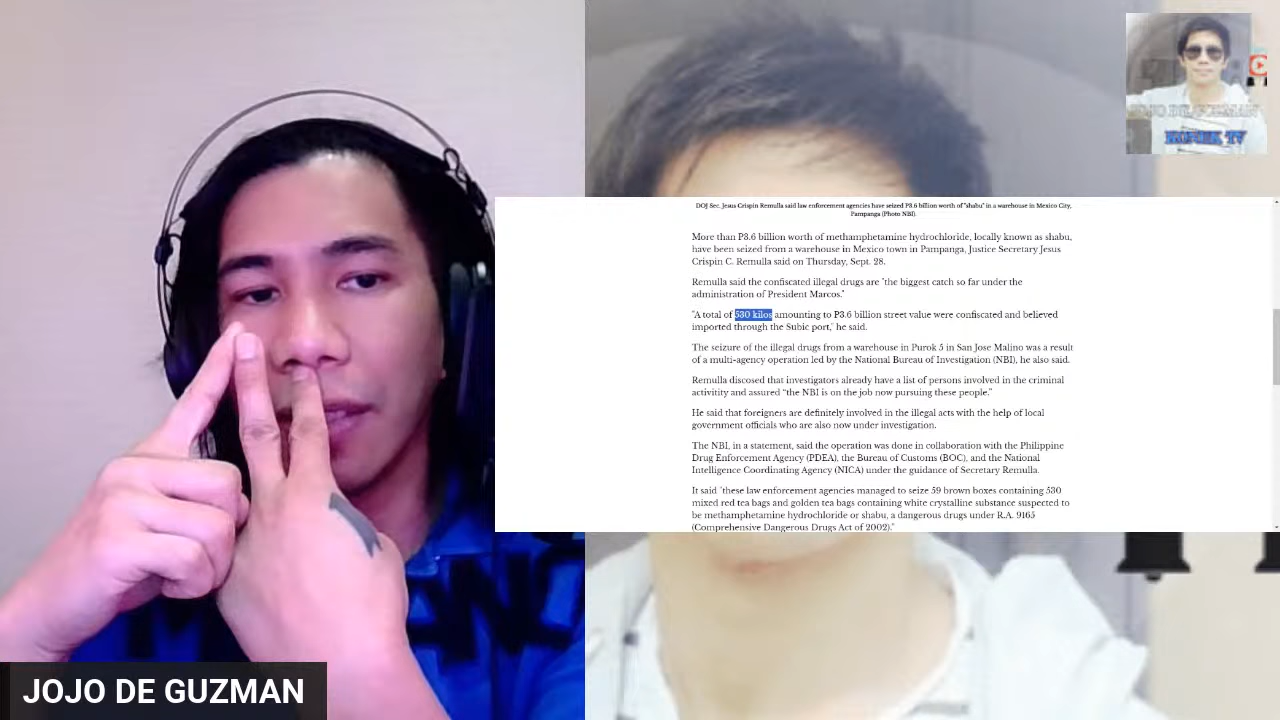 JOJO DE GUZMAN
DOJ Sec. Jesus Crispin Remulla said law enforcement agencies have seized P3.6 billion worth of "shabu" in a warehouse in Mexico City,
Pampanga (Photo NBI).
More than P3.6 billion worth of methamphetamine hydrochloride, locally known as shabu,
have been seized from a warehouse in Mexico town in Pampanga, Justice Secretary Jesus
Crispin C. Remulla said on Thursday, Sept. 28.
Remulla said the confiscated illegal drugs are "the biggest catch so far under the
administration of President Marcos."
"A total of 530 kilos amounting to P3.6 billion street value were confiscated and believed
imported through the Subic port," he said.
The seizure of the illegal drugs from a warehouse in Purok 5 in San Jose Malino was a result
of a multi-agency operation led by the National Bureau of Investigation (NBI), he also said.
Remulla discosed that investigators already have a list of persons involved in the criminal
activitity and assured “the NBI is on the job now pursuing these people.”
He said that foreigners are definitely involved in the illegal acts with the help of local
government officials who are also now under investigation.
The NBI, in a statement, said the operation was done in collaboration with the Philippine
Drug Enforcement Agency (PDEA), the Bureau of Customs (BOC), and the National
Intelligence Coordinating Agency (NICA) under the guidance of Secretary Remulla.
It said "these law enforcement agencies managed to seize 59 brown boxes containing 530
mixed red tea bags and golden tea bags containing white crystalline substance suspected to
be methamphetamine hydrochloride or shabu, a dangerous drugs under R.A. 9165
(Comprehensive Dangerous Drugs Act of 2002)."
JOJO DE GUZMAN